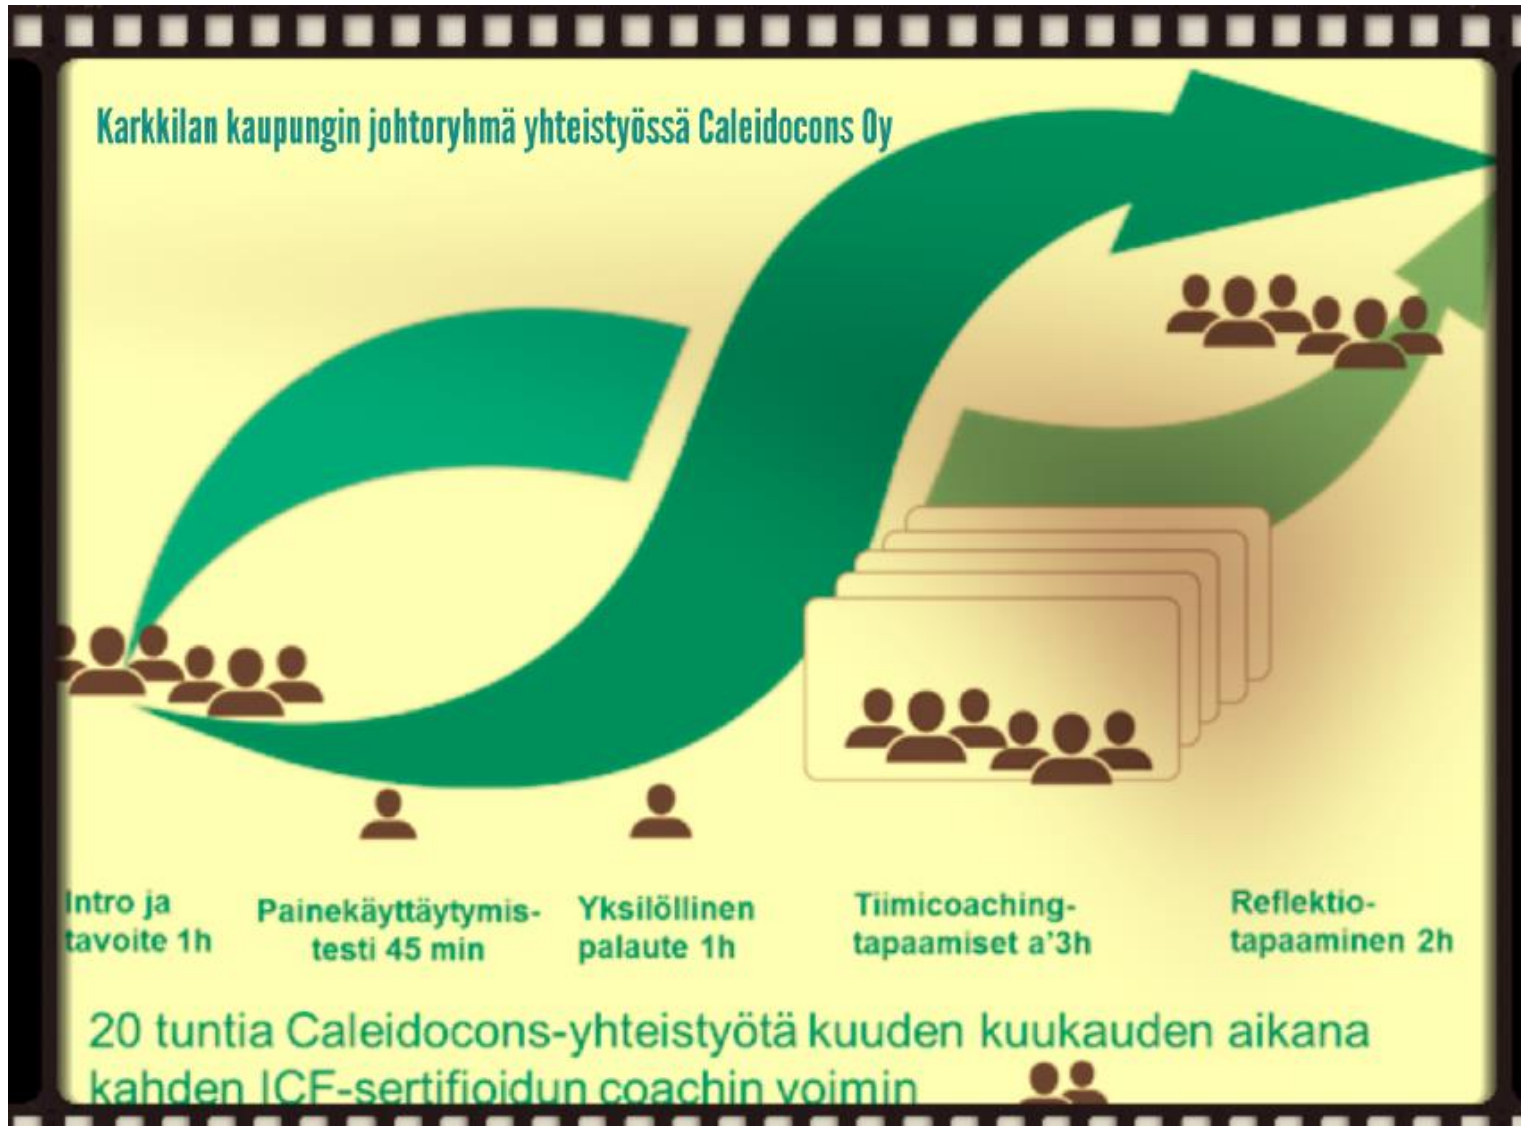 Karkkilan kaupungin johtoryhmä yhteistyössä Caleidocons Oy
Intro ja
tavoite 1h
Painekäyttäytymis-
testi 45 min
Yksilöllinen
palaute 1h
Tiimicoaching-
tapaamiset a'3h
Reflektio-
tapaaminen 2h
20 tuntia Caleidocons-yhteistyötä kuuden kuukauden aikana
kahden ICF-sertifioidun coachin voimin